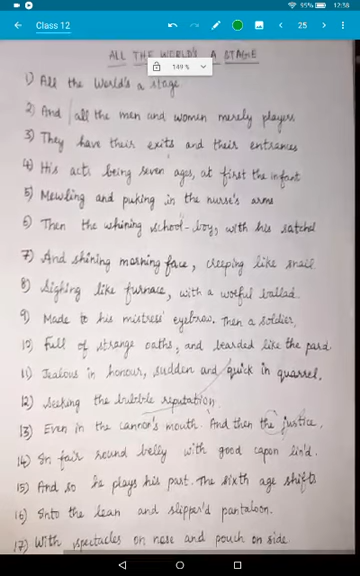 95% 12:38
Class 12
25
ALL THE WORLD'S A STAGE
149 %
1) All the World's a stage
2) And all the men and women merely players
3) They have their exits and their entrances
4) His acts being seven ages, at first the infant
5) Mewling and puking in the nurse's arms
6) Then the whining school-boy, with his satchel
7) And shining morning face, creeping like snail
8) Sighing like furnace, with a woeful ballad
9) Made to his mistress' eyebrow. Then a soldier,
10) Full of strange oaths, and bearded like the pard
11) Jealous in honour, sudden and quick in quarrel,
12) Seeking the bubble reputation
13) Even in the cannon's mouth. And then the justice,
14) In fair round belly with good capon lin'd
15) And so he plays his part. The sixth age shifts
16) Into the lean and slipper'd pantaloon.
17) With spectacles on nose and pouch on side